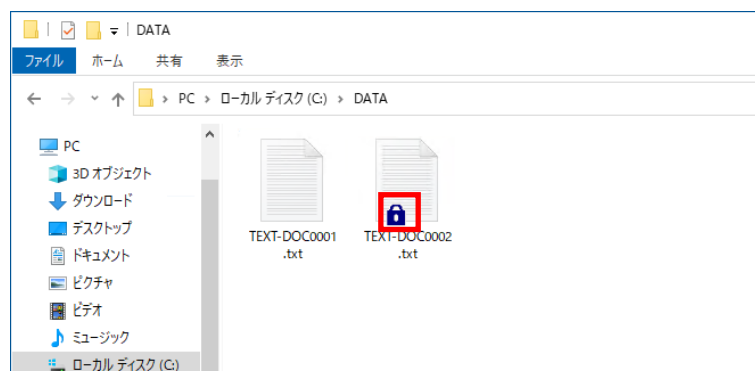 DATA
ファイル ホーム 共有 表示
PC ローカル ディスク (C:) DATA
PC
3D オブジェクト
ダウンロード
デスクトップ
ドキュメント
ピクチャ
ビデオ
ミュージック
ローカル ディスク (C:)
TEXT-DOC0001
.txt
TEXT-DOC0002
.txt